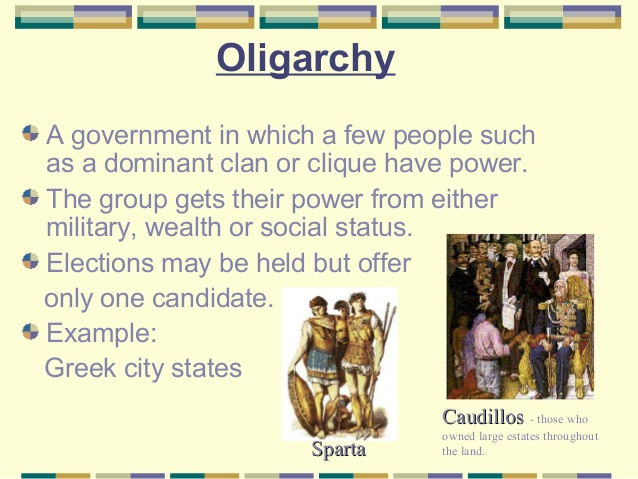 Oligarchy
A government in which a few people such
as a dominant clan or clique have power.
The group gets their power from either
military, wealth or social status.
Elections may be held but offer
only one candidate.
Example:
Greek city states
Sparta
Caudillos - those who
owned large estates throughout
the land.